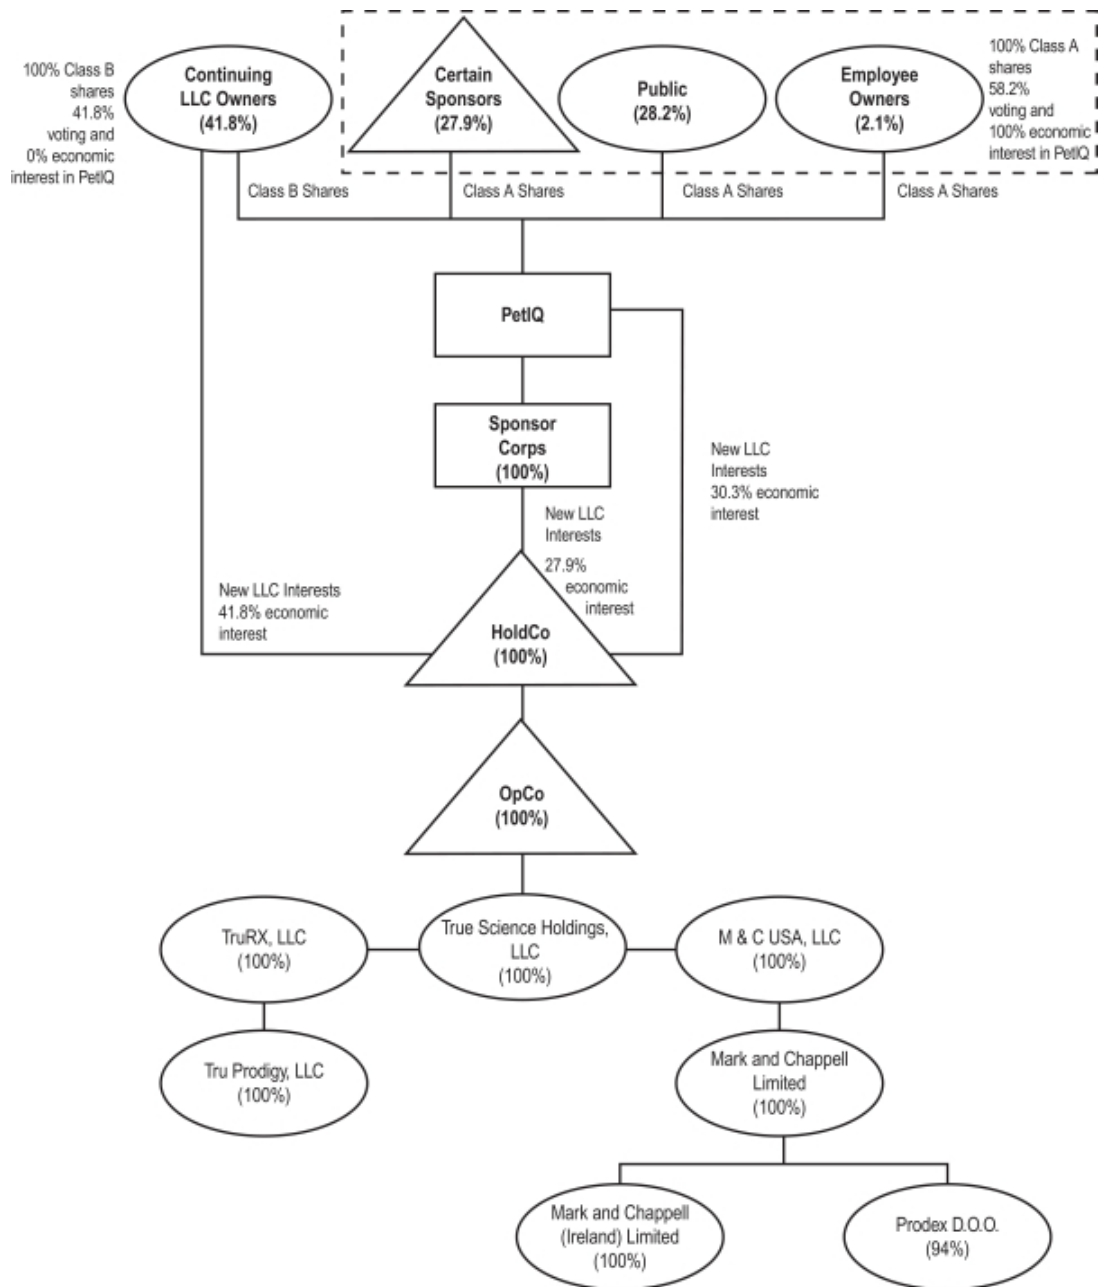 100% Class B
shares
41.8%
voting and
0% economic
interest in PetIQ
Continuing
LLC Owners
(41.8%)
Certain
Sponsors
(27.9%)
Public
(28.2%)
Employee
Owners
(2.1%)
100% Class A
shares
58.2%
voting and
100% economic
interest in PetIQ
Class B Shares
Class A Shares
Class A Shares
Class A Shares
PetIQ
Sponsor
Corps
(100%)
New LLC
Interests
30.3% economic
interest
New LLC
Interests
27.9%
economic
interest
New LLC Interests
41.8% economic
interest
HoldCo
(100%)
OpCo
(100%)
TruRX, LLC
(100%)
True Science Holdings,
LLC
(100%)
M & C USA, LLC
(100%)
Tru Prodigy, LLC
(100%)
Mark and Chappell
Limited
(100%)
Mark and Chappell
(Ireland) Limited
(100%)
Prodex D.O.O.
(94%)